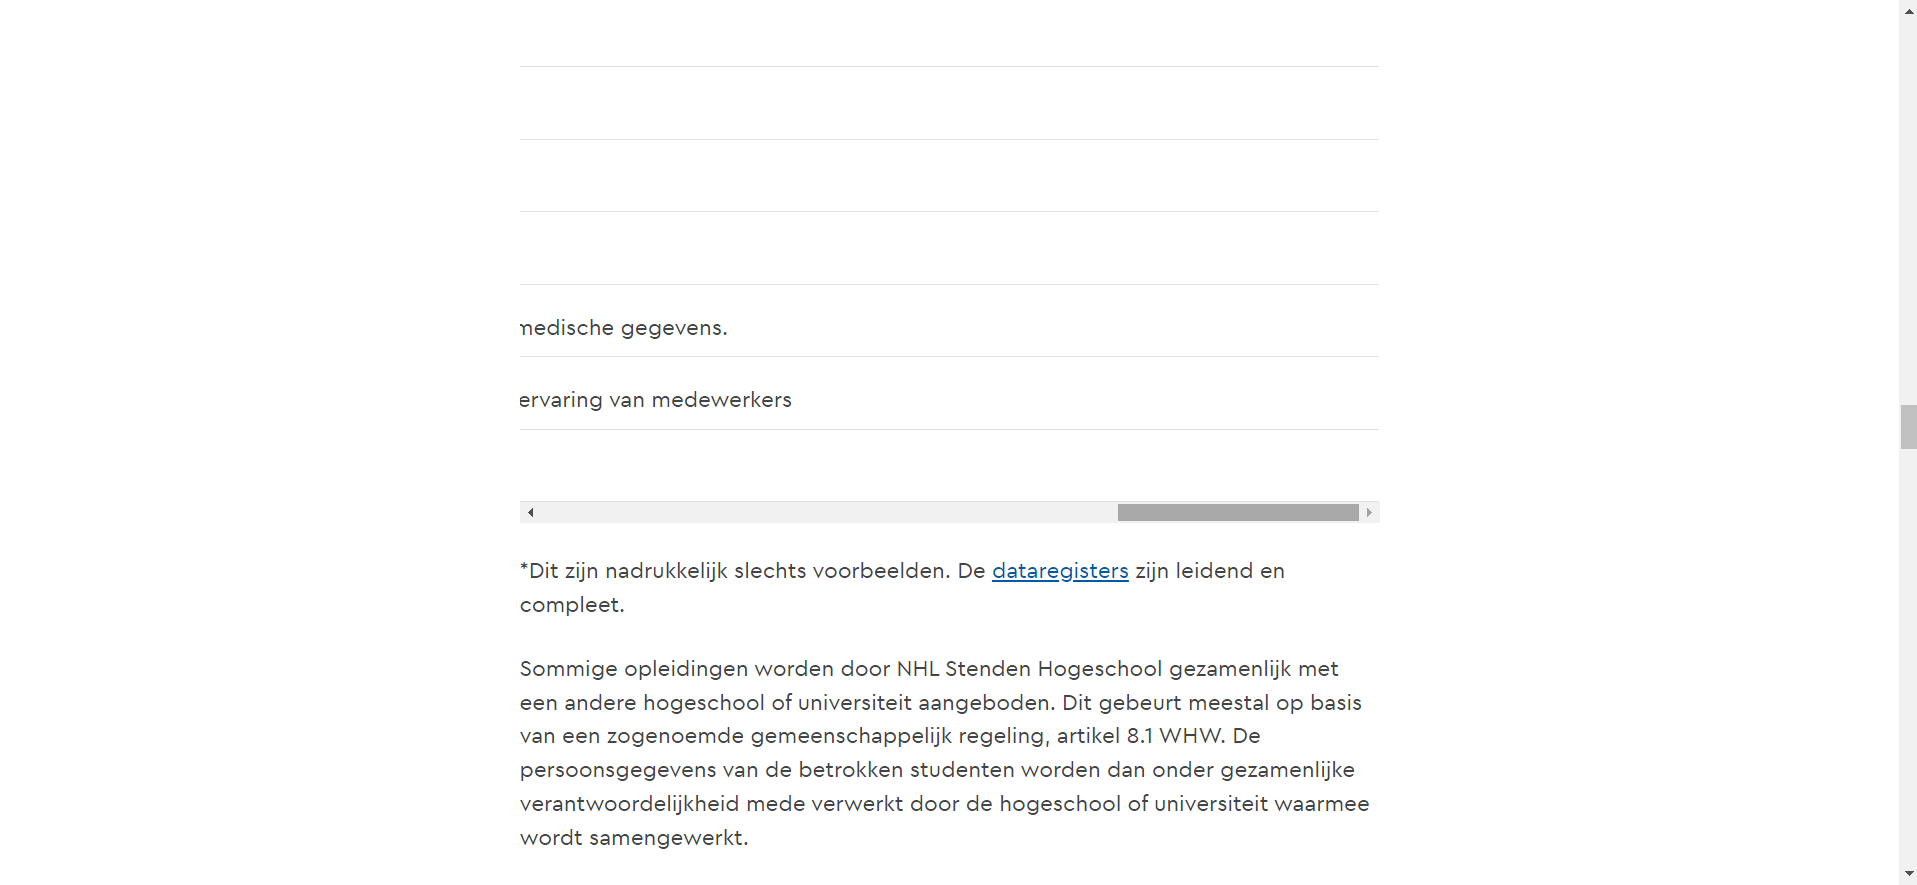 medische gegevens.
ervaring van medewerkers
*Dit zijn nadrukkelijk slechts voorbeelden. De dataregisters zijn leidend en
compleet.
Sommige opleidingen worden door NHL Stenden Hogeschool gezamenlijk met
een andere hogeschool of universiteit aangeboden. Dit gebeurt meestal op basis
van een zogenoemde gemeenschappelijk regeling, artikel 8.1 WHW. De
persoonsgegevens van de betrokken studenten worden dan onder gezamenlijke
verantwoordelijkheid mede verwerkt door de hogeschool of universiteit waarmee
wordt samengewerkt.